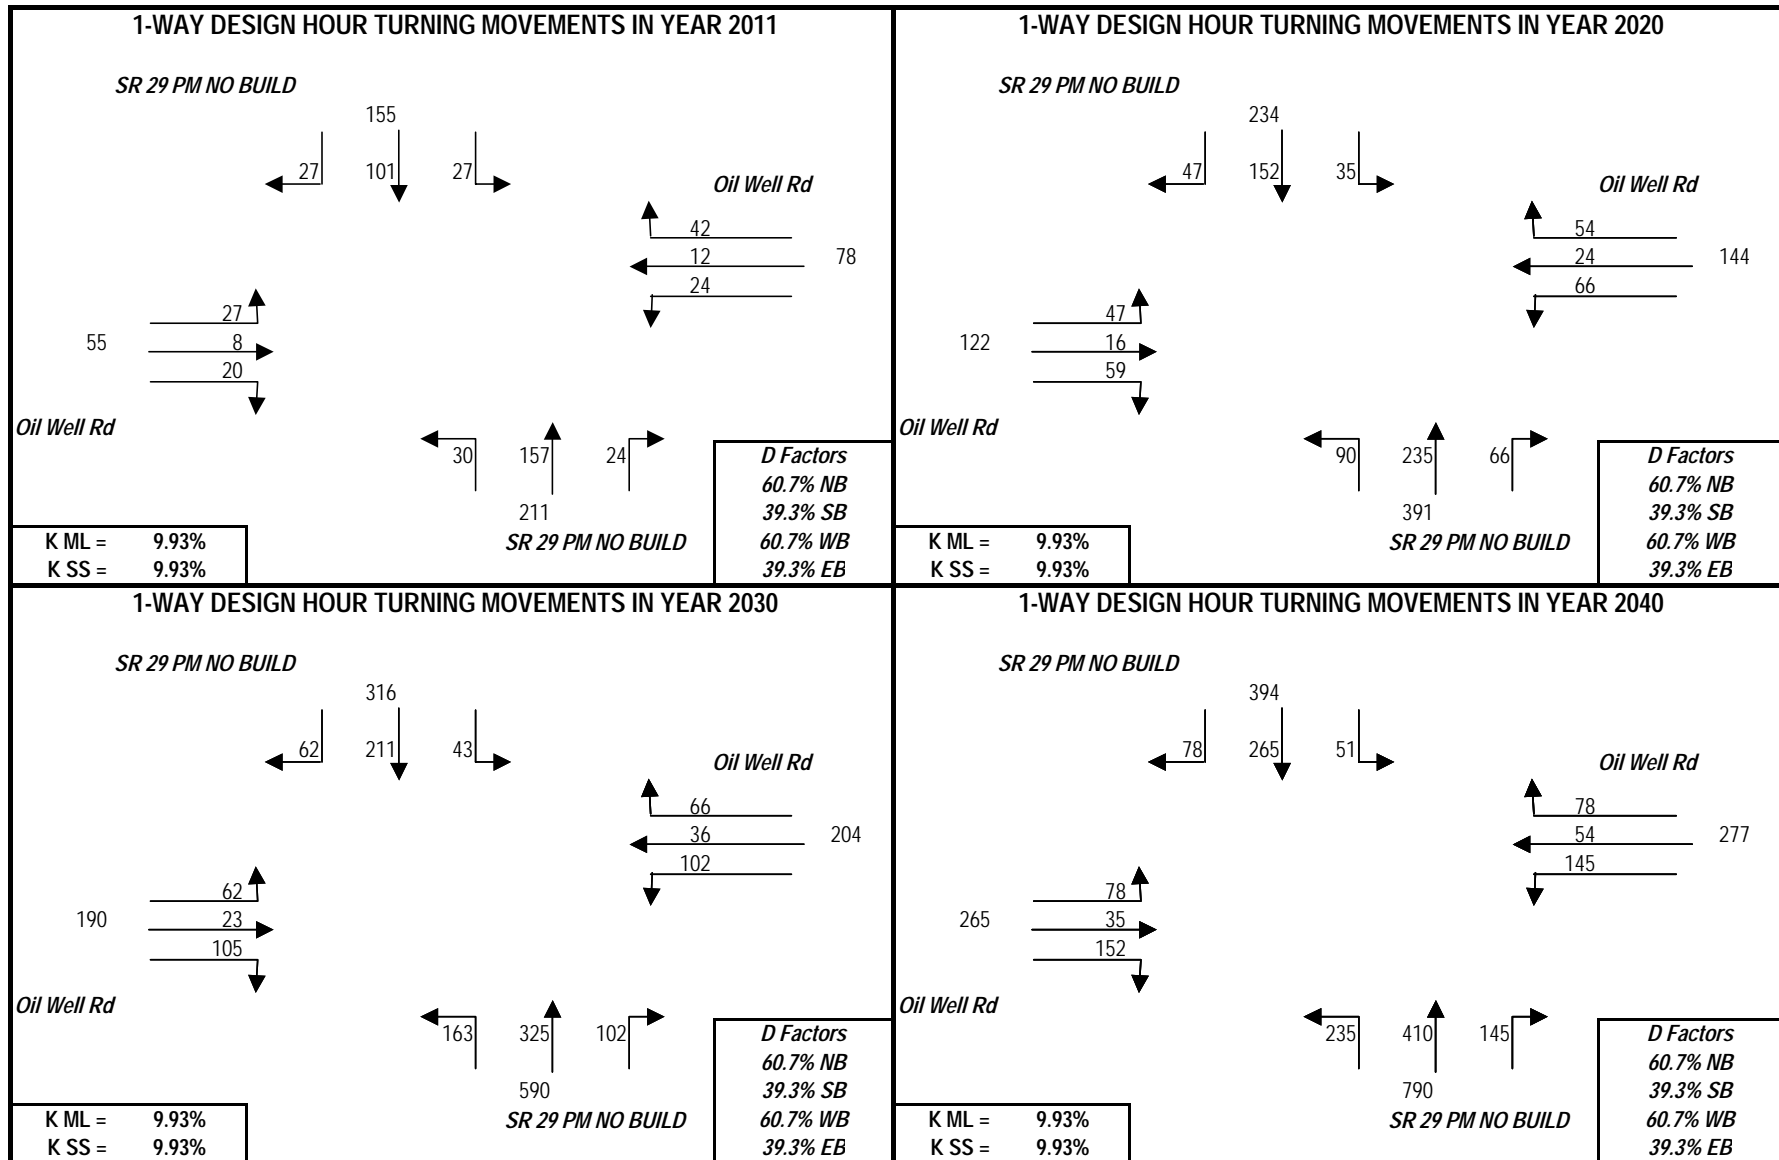 1-WAY DESIGN HOUR TURNING MOVEMENTS IN YEAR 2011
SR 29 PM NO BUILD
155
27 101 27
Oil Well Rd
42
12 78
24
27
55 8
20
Oil Well Rd
30 157 24
211
SR 29 PM NO BUILD
D Factors
60.7% NB
39.3% SB
60.7% WB
39.3% EB
K ML = 9.93%
K SS = 9.93%
1-WAY DESIGN HOUR TURNING MOVEMENTS IN YEAR 2020
SR 29 PM NO BUILD
234
47 152 35
Oil Well Rd
54
24 144
66
47
122 16
59
Oil Well Rd
90 235 66
391
SR 29 PM NO BUILD
D Factors
60.7% NB
39.3% SB
60.7% WB
39.3% EB
K ML = 9.93%
K SS = 9.93%
1-WAY DESIGN HOUR TURNING MOVEMENTS IN YEAR 2030
SR 29 PM NO BUILD
316
62 211 43
Oil Well Rd
66
36 204
102
62
190 23
105
Oil Well Rd
163 325 102
590
SR 29 PM NO BUILD
D Factors
60.7% NB
39.3% SB
60.7% WB
39.3% EB
K ML = 9.93%
K SS = 9.93%
1-WAY DESIGN HOUR TURNING MOVEMENTS IN YEAR 2040
SR 29 PM NO BUILD
394
78 265 51
Oil Well Rd
78
54 277
145
78
265 35
152
Oil Well Rd
235 410 145
790
SR 29 PM NO BUILD
D Factors
60.7% NB
39.3% SB
60.7% WB
39.3% EB
K ML = 9.93%
K SS = 9.93%